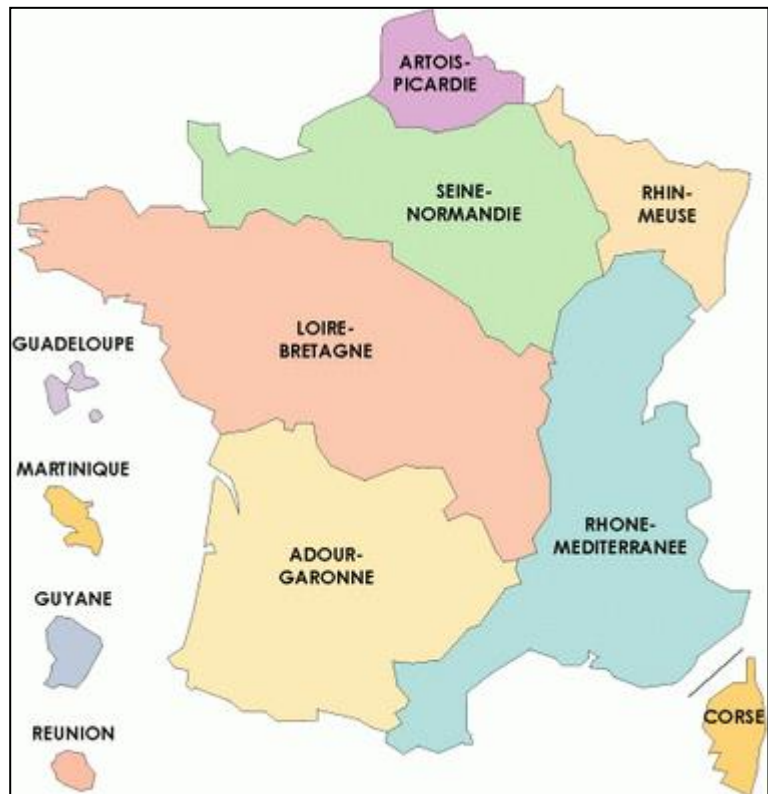 ARTOIS-
PICARDIE
SEINE-
NORMANDIE
RHIN-
MEUSE
LOIRE-
BRETAGNE
GUADELOUPE
MARTINIQUE
RHONE-
MEDITERRANEE
ADOUR-
GARONNE
GUYANE
CORSE
REUNION